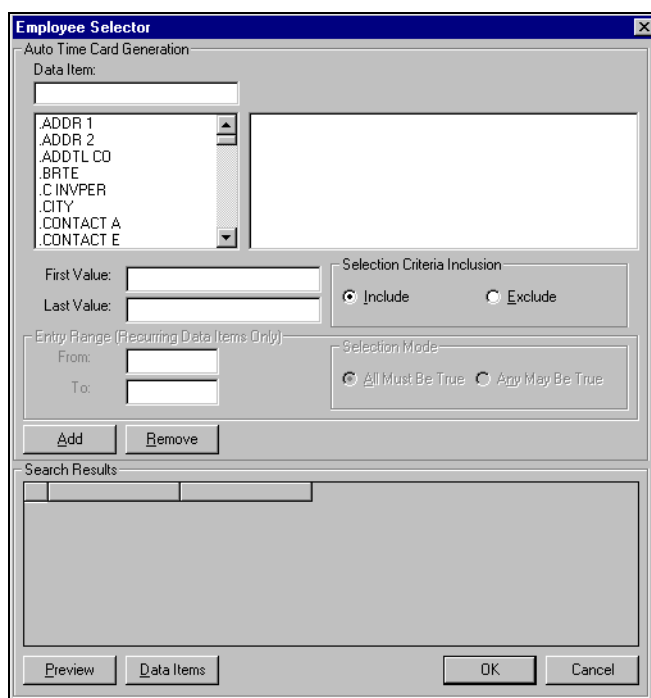 Employee Selector
Auto Time Card Generation
Data Item:
.ADDR 1
.ADDR 2
.ADDTL CO
.BRTE
.C INVPER
.CITY
.CONTACT A
.CONTACT E
First Value:
Last Value:
Selection Criteria Inclusion
Include Exclude
Entry Range (Recurring Data Items Only)
From:
To:
Selection Mode
All Must Be True Any May Be True
Add Remove
Search Results
Preview Data Items OK Cancel